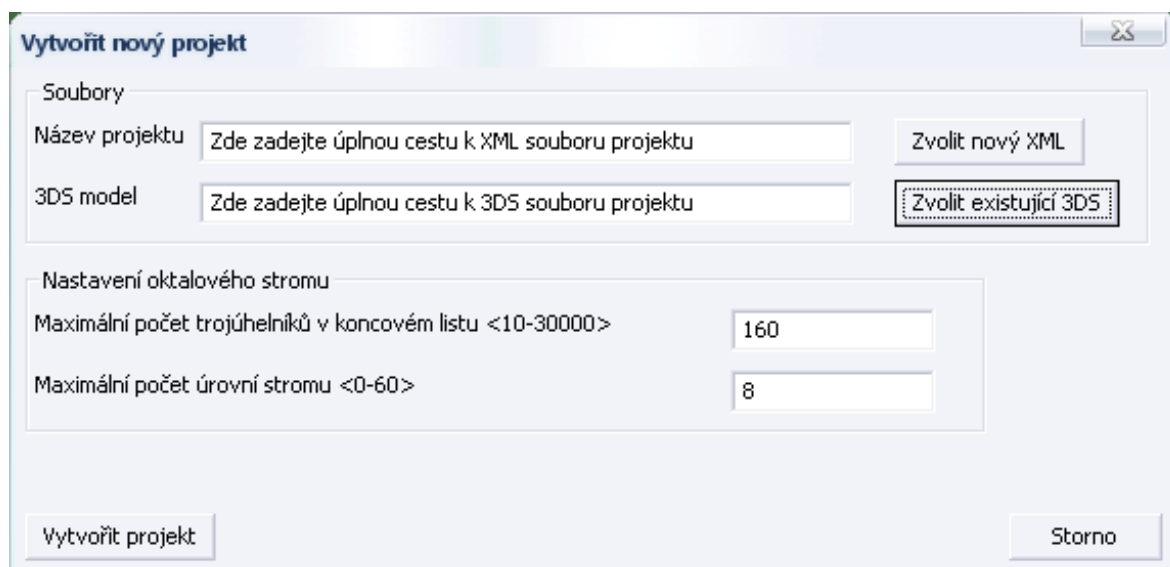 Vytvořit nový projekt
Soubory
Název projektu Zde zadejte úplnou cestu k XML souboru projektu Zvolit nový XML
3DS model Zde zadejte úplnou cestu k 3DS souboru projektu Zvolit existující 3DS
Nastavení oktalového stromu
Maximální počet trojúhelníků v koncovém listu <10-30000> 160
Maximální počet úrovní stromu <0-60> 8
Vytvořit projekt Storno